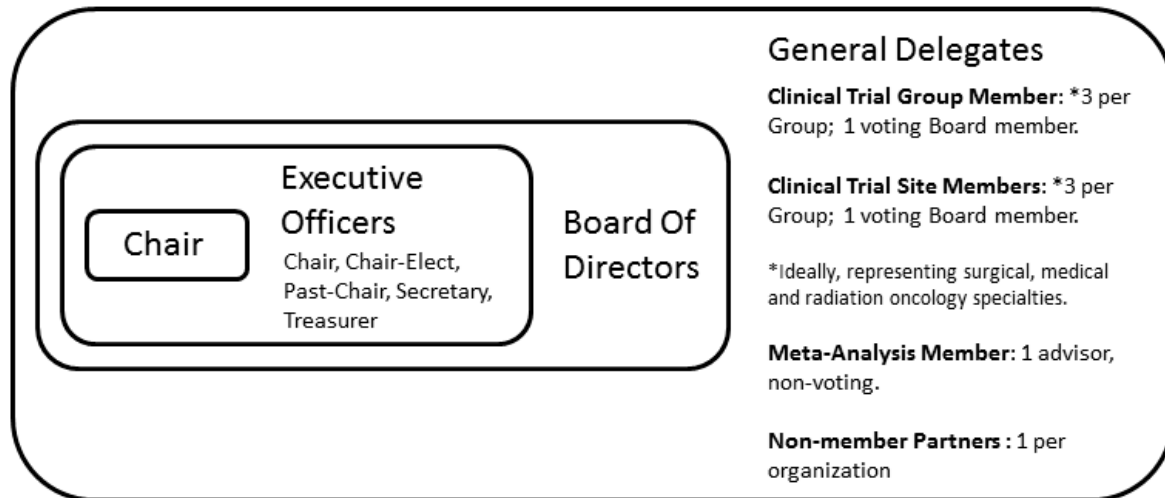 Chair
Executive
Officers
Chair, Chair-Elect,
Past-Chair, Secretary,
Treasurer
Board Of
Directors
General Delegates
Clinical Trial Group Member: *3 per
Group; 1 voting Board member.
Clinical Trial Site Members: *3 per
Group; 1 voting Board member.
*Ideally, representing surgical, medical
and radiation oncology specialties.
Meta-Analysis Member: 1 advisor,
non-voting.
Non-member Partners : 1 per
organization